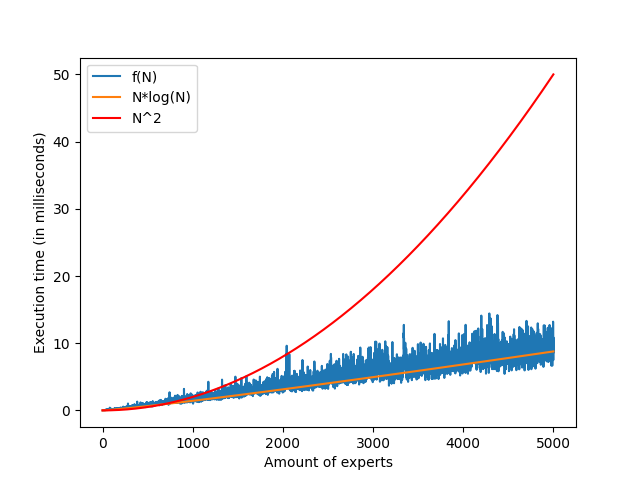 f(N)
N*log(N)
N^2
Execution time (in milliseconds)
50
40
30
20
10
0
0 1000 2000 3000 4000 5000
Amount of experts